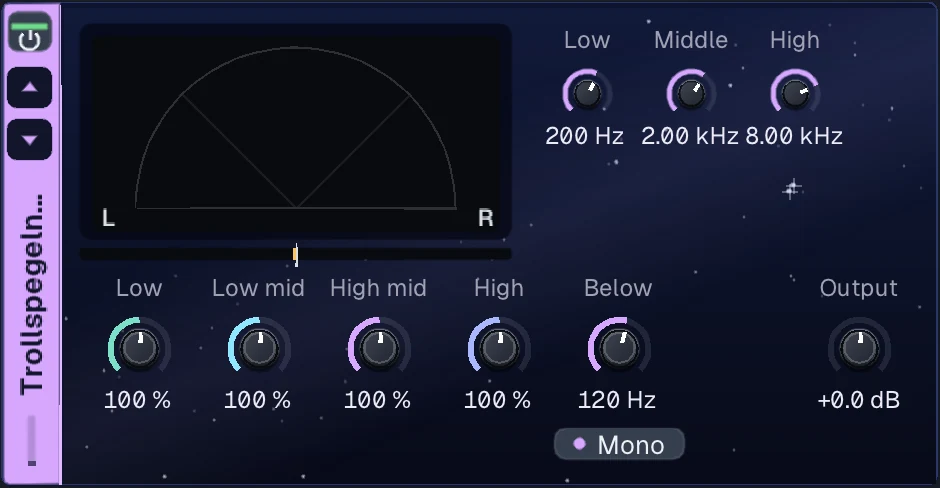 Trollspegeln...
L
R
Low Middle High
200 Hz 2.00 kHz 8.00 kHz
Low Low mid High mid High Below Output
100 % 100 % 100 % 100 % 120 Hz +0.0 dB
Mono